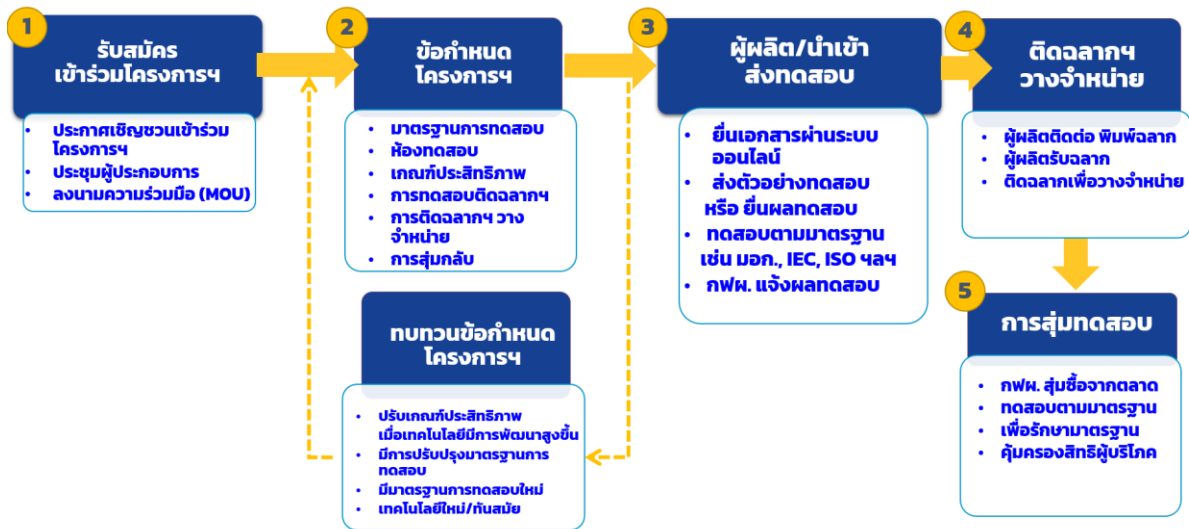 1
รับสมัคร
เข้าร่วมโครงการฯ
• ประกาศเชิญชวนเข้าร่วม
โครงการฯ
• ประชุมผู้ประกอบการ
• ลงนามความร่วมมือ (MOU)
2
ข้อกำหนด
โครงการฯ
• มาตรฐานการทดสอบ
• ห้องทดสอบ
• เกณฑ์ประสิทธิภาพ
• การทดสอบติดฉลากฯ
• การติดฉลากฯ วาง
จำหน่าย
• การสุ่มกลับ
ทบทวนข้อกำหนด
โครงการฯ
• ปรับเกณฑ์ประสิทธิภาพ
เมื่อเทคโนโลยีมีการพัฒนาสูงขึ้น
• มีการปรับปรุงมาตรฐานการ
ทดสอบ
• มีมาตรฐานการทดสอบใหม่
• เทคโนโลยีใหม่/ทันสมัย
3
ผู้ผลิต/นำเข้า
ส่งทดสอบ
• ยื่นเอกสารผ่านระบบ
ออนไลน์
• ส่งตัวอย่างทดสอบ
หรือ ยื่นผลทดสอบ
• ทดสอบตามมาตรฐาน
เช่น มอก., IEC, ISO ฯลฯ
• กฟผ. แจ้งผลทดสอบ
4
ติดฉลากฯ
วางจำหน่าย
• ผู้ผลิตติดต่อ พิมพ์ฉลาก
• ผู้ผลิตรับฉลาก
• ติดฉลากเพื่อวางจำหน่าย
5
การสุ่มทดสอบ
• กฟผ. สุ่มซื้อจากตลาด
• ทดสอบตามมาตรฐาน
• เพื่อรักษามาตรฐาน
• คุ้มครองสิทธิผู้บริโภค